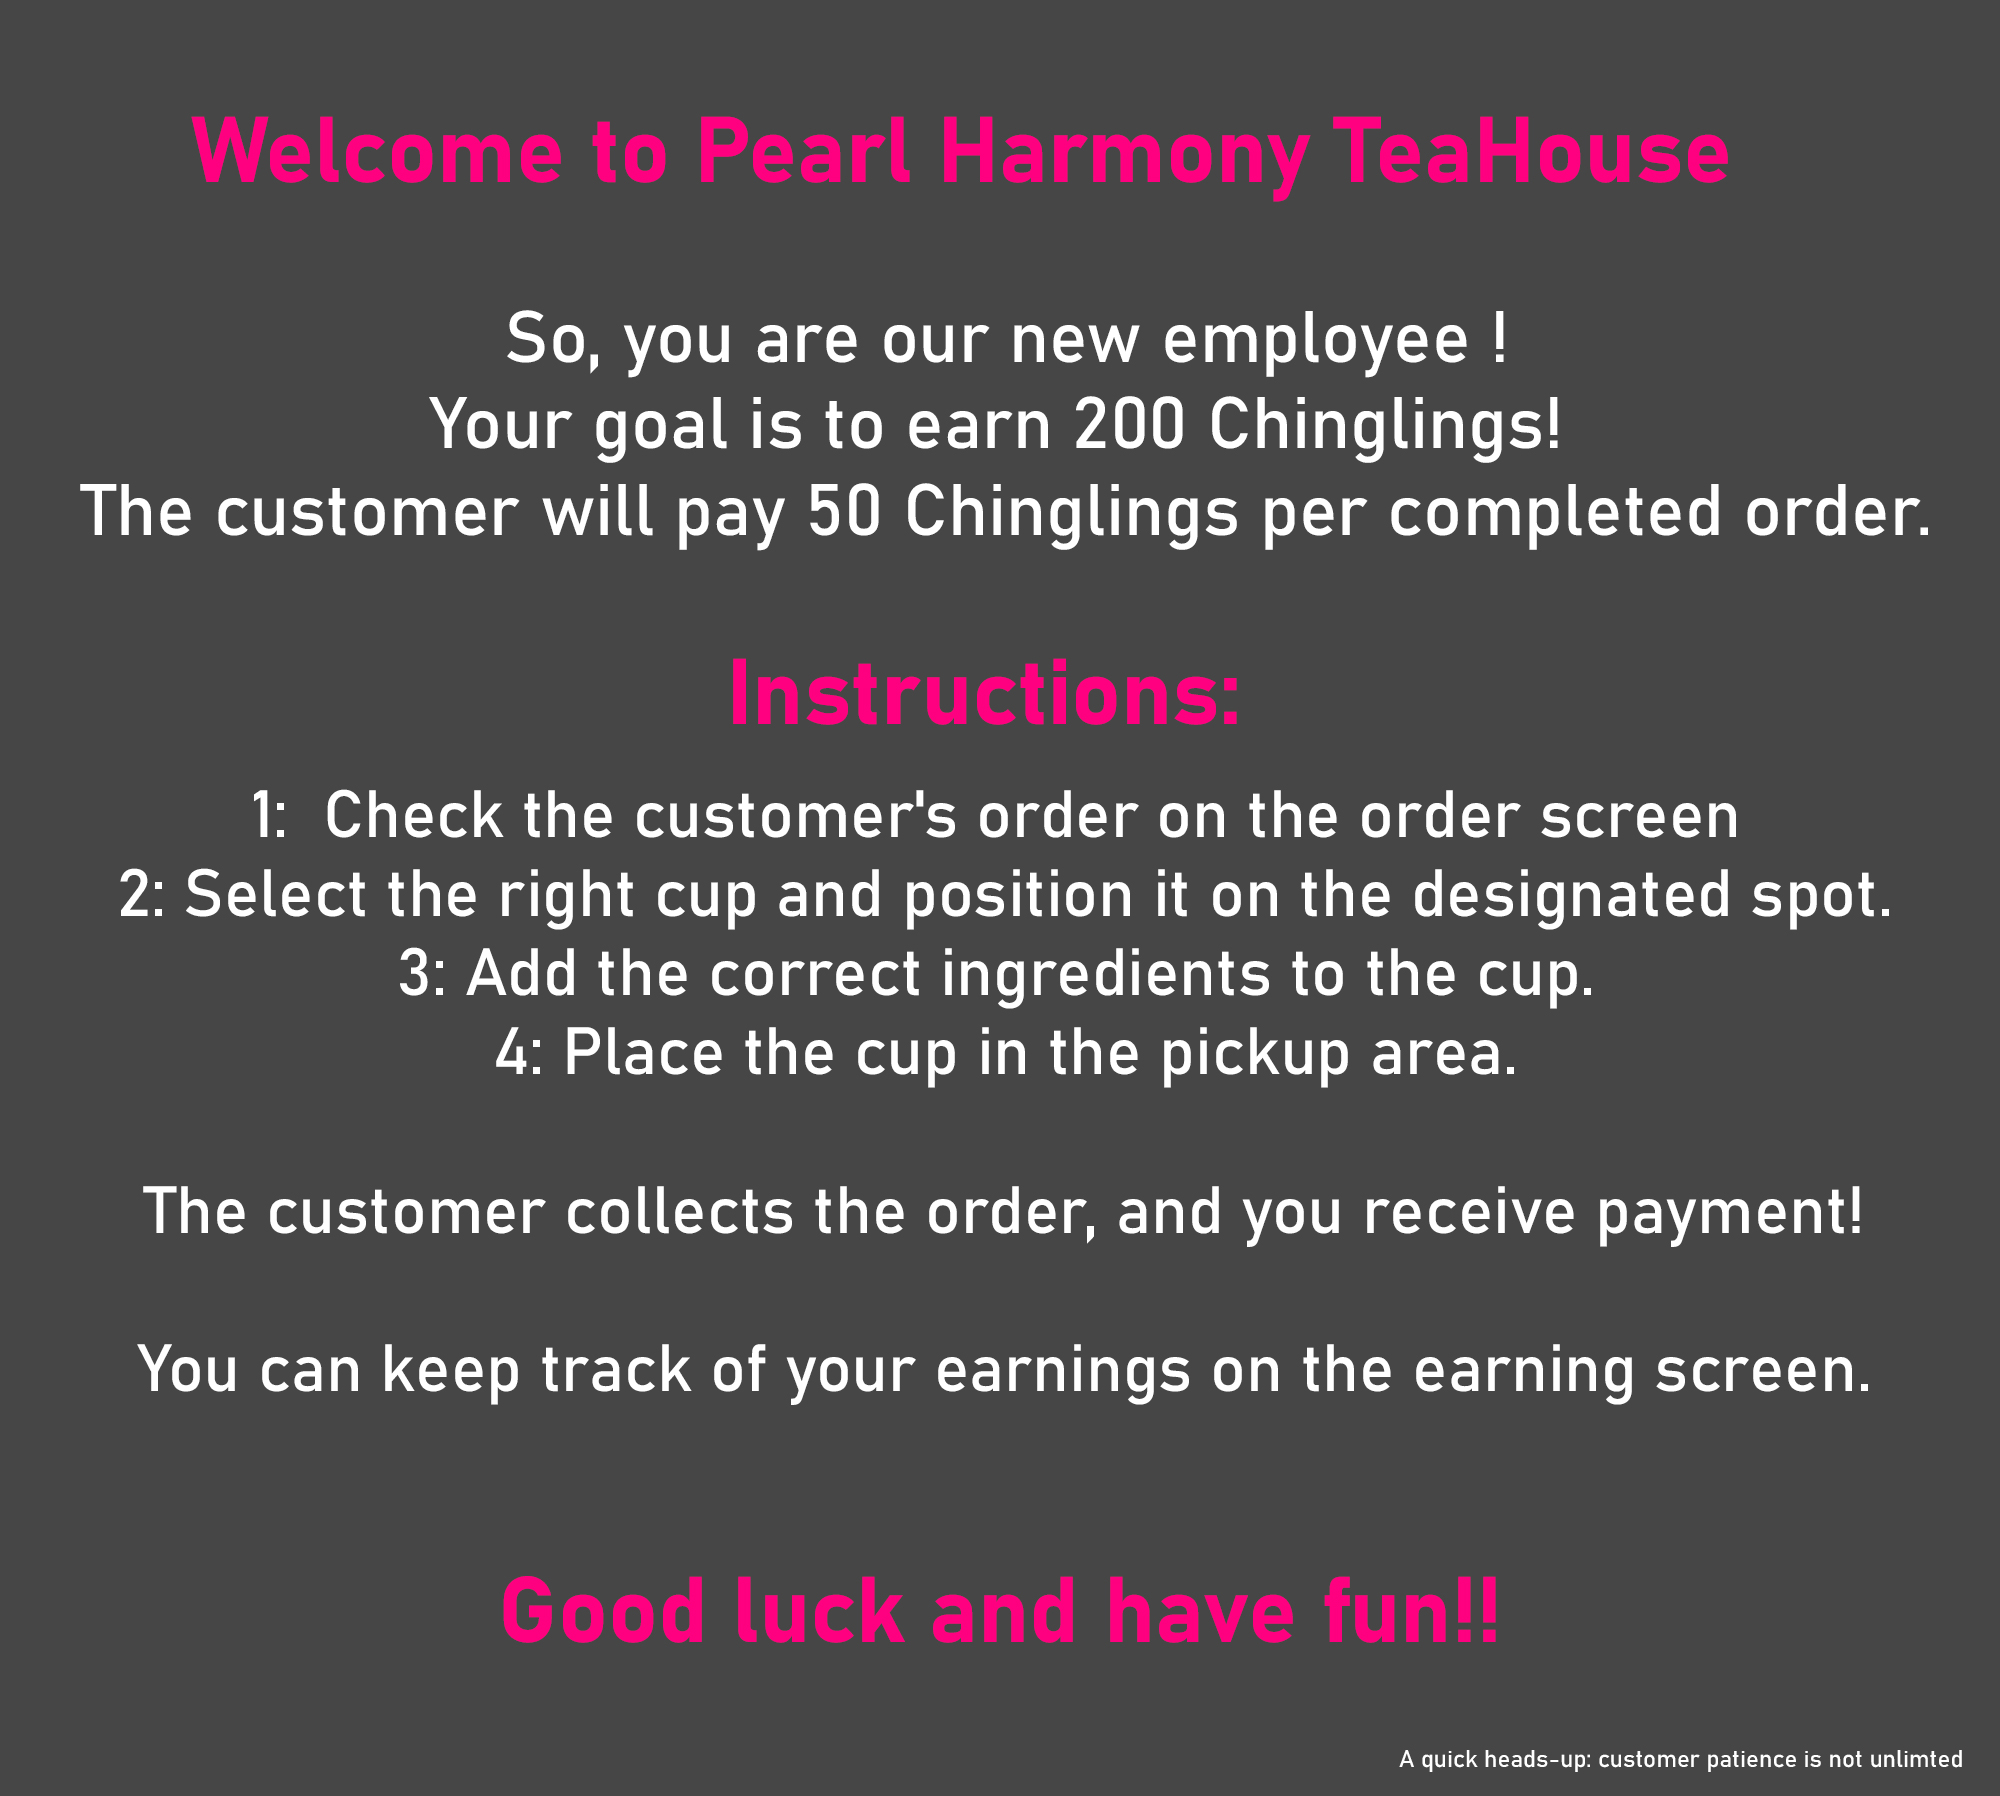 Welcome to Pearl Harmony TeaHouse
So, you are our new employee !
Your goal is to earn 200 Chinglings!
The customer will pay 50 Chinglings per completed order.
Instructions:
1:  Check the customer's order on the order screen
2: Select the right cup and position it on the designated spot.
3: Add the correct ingredients to the cup.
4: Place the cup in the pickup area.
The customer collects the order, and you receive payment!
You can keep track of your earnings on the earning screen.
Good luck and have fun!!
A quick heads-up: customer patience is not unlimted